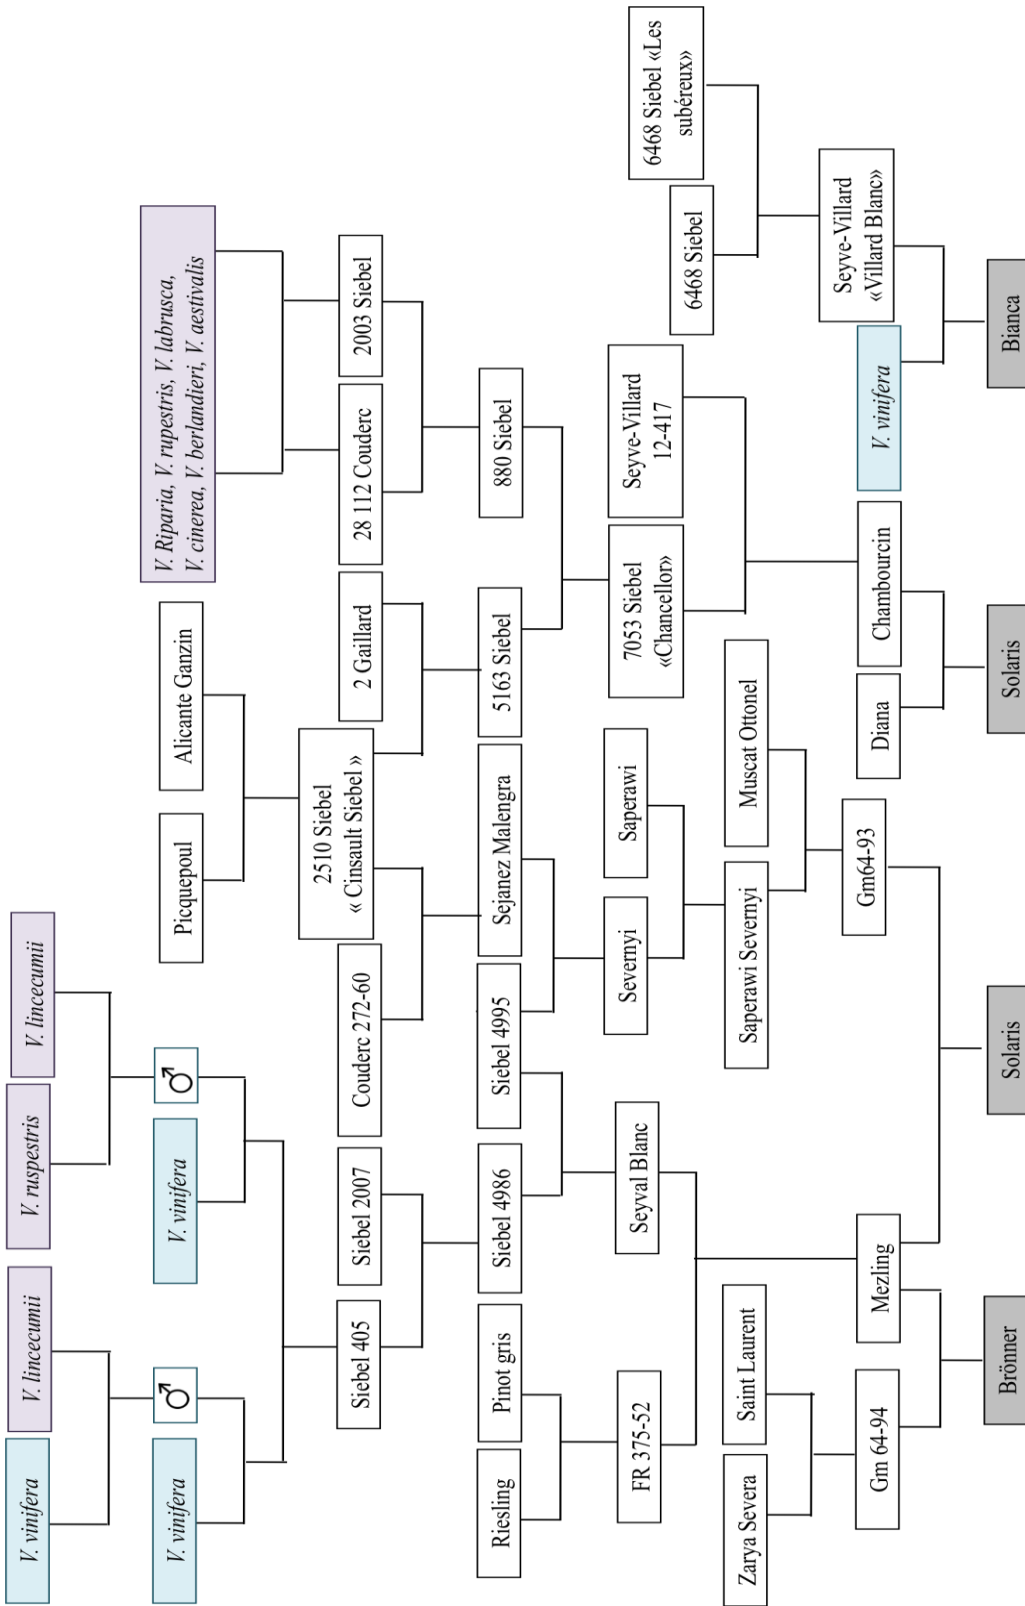 V. vinifera
V. lincecumii
V. ruspestris
V. lincecumii
V. vinifera
♂
V. vinifera
♂
Picquepoul
Alicante Ganzin
V. Riparia, V. rupestris, V. labrusca,
V. cinerea, V. berlandieri, V. aestivalis
Siebel 405
Siebel 2007
Couderc 272-60
2510 Siebel
« Cinsault Siebel »
2 Gaillard
28 112 Couderc
2003 Siebel
Riesling
Pinot gris
Siebel 4986
Siebel 4995
Sejanez Malengra
5163 Siebel
880 Siebel
FR 375-52
Seyval Blanc
Severnyi
Saperawi
7053 Siebel
«Chancellor»
Seyve-Villard
12-417
6468 Siebel
6468 Siebel «Les
subéreux»
Zarya Severa
Saint Laurent
Saperawi Severnyi
Muscat Ottonel
Gm 64-94
Mezling
Gm64-93
Diana
Chambourcin
V. vinifera
Seyve-Villard
«Villard Blanc»
Brönner
Solaris
Solaris
Bianca